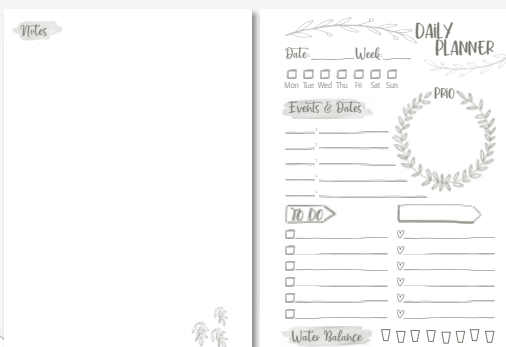 Notes
DAILY
PLANNER
Date: Week:
Mon Tue Wed Thu Fri Sat Sun
PRIO
Events & Dates
TO DO
Water Balance